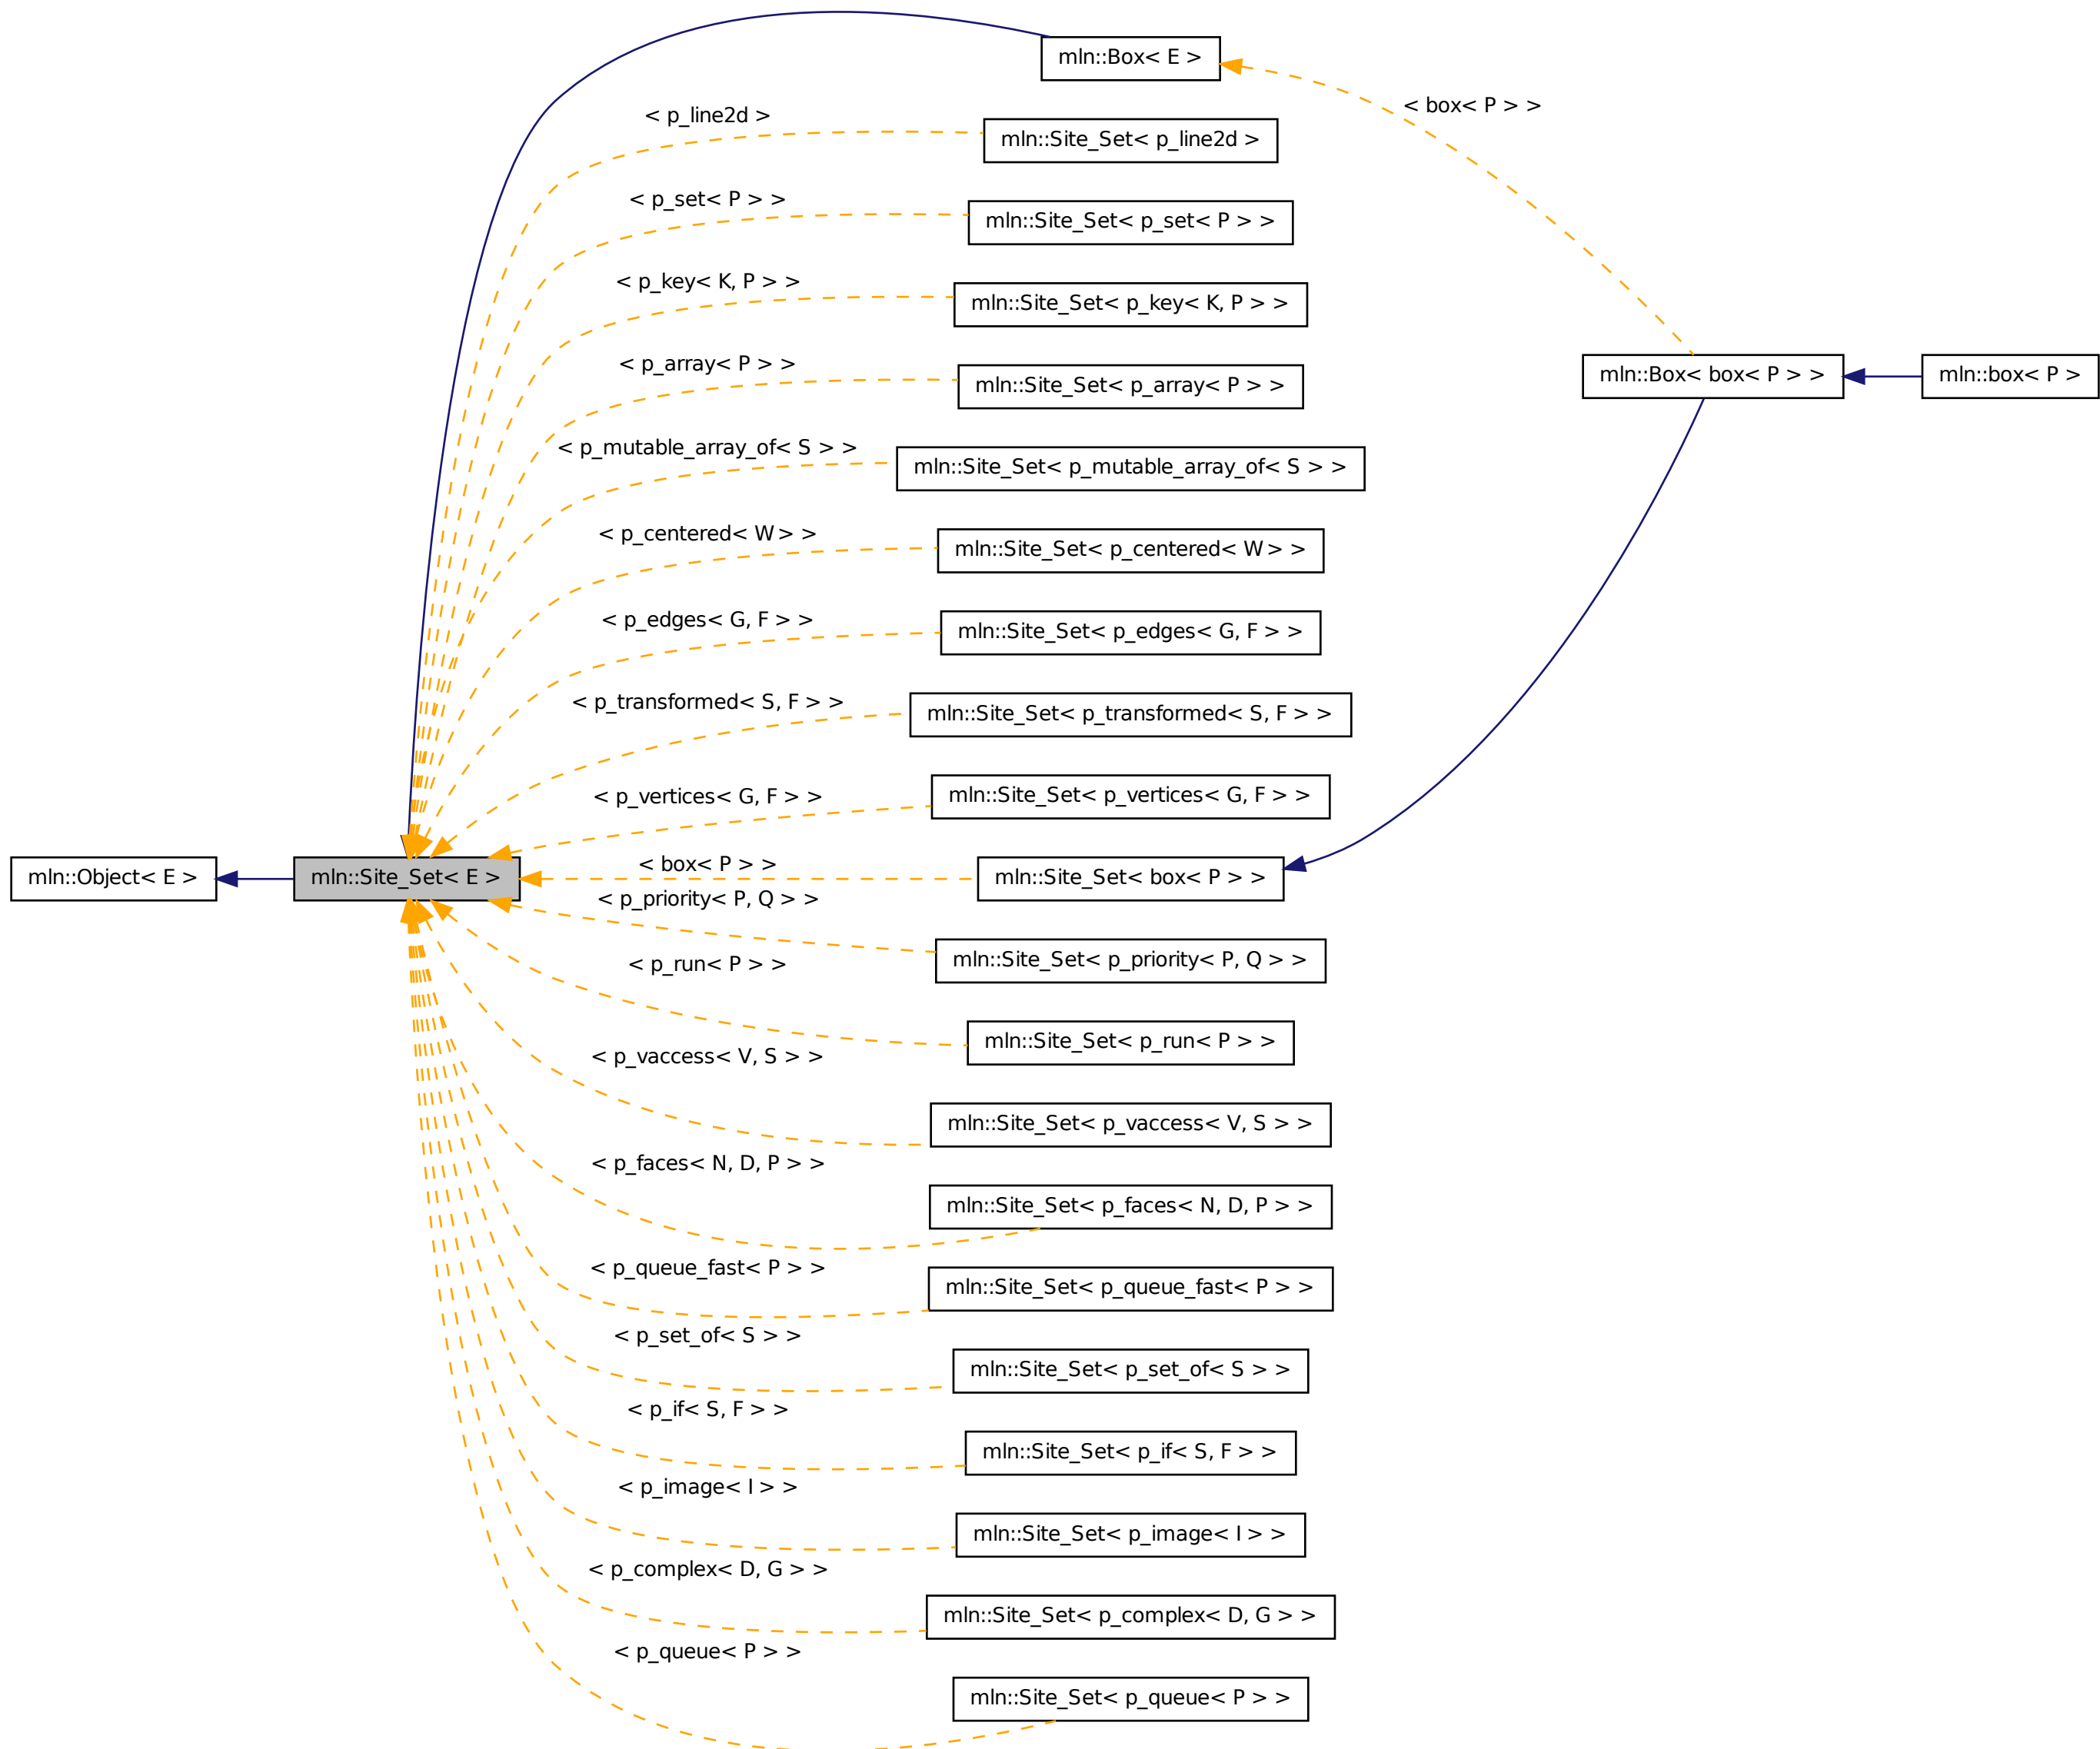 mln::Box< E >
< box< P > >
< p_line2d >
mln::Site_Set< p_line2d >
< p_set< P > >
mln::Site_Set< p_set< P > >
< p_key< K, P > >
mln::Site_Set< p_key< K, P > >
< p_array< P > >
mln::Site_Set< p_array< P > >
mln::Box< box< P > >
mln::box< P >
< p_mutable_array_of< S > >
mln::Site_Set< p_mutable_array_of< S > >
< p_centered< W > >
mln::Site_Set< p_centered< W > >
< p_edges< G, F > >
mln::Site_Set< p_edges< G, F > >
< p_transformed< S, F > >
mln::Site_Set< p_transformed< S, F > >
< p_vertices< G, F > >
mln::Site_Set< p_vertices< G, F > >
mln::Object< E >
mln::Site_Set< E >
< box< P > >
mln::Site_Set< box< P > >
< p_priority< P, Q > >
mln::Site_Set< p_priority< P, Q > >
< p_run< P > >
mln::Site_Set< p_run< P > >
< p_vaccess< V, S > >
mln::Site_Set< p_vaccess< V, S > >
< p_faces< N, D, P > >
mln::Site_Set< p_faces< N, D, P > >
< p_queue_fast< P > >
mln::Site_Set< p_queue_fast< P > >
< p_set_of< S > >
mln::Site_Set< p_set_of< S > >
< p_if< S, F > >
mln::Site_Set< p_if< S, F > >
< p_image< I > >
mln::Site_Set< p_image< I > >
< p_complex< D, G > >
mln::Site_Set< p_complex< D, G > >
< p_queue< P > >
mln::Site_Set< p_queue< P > >